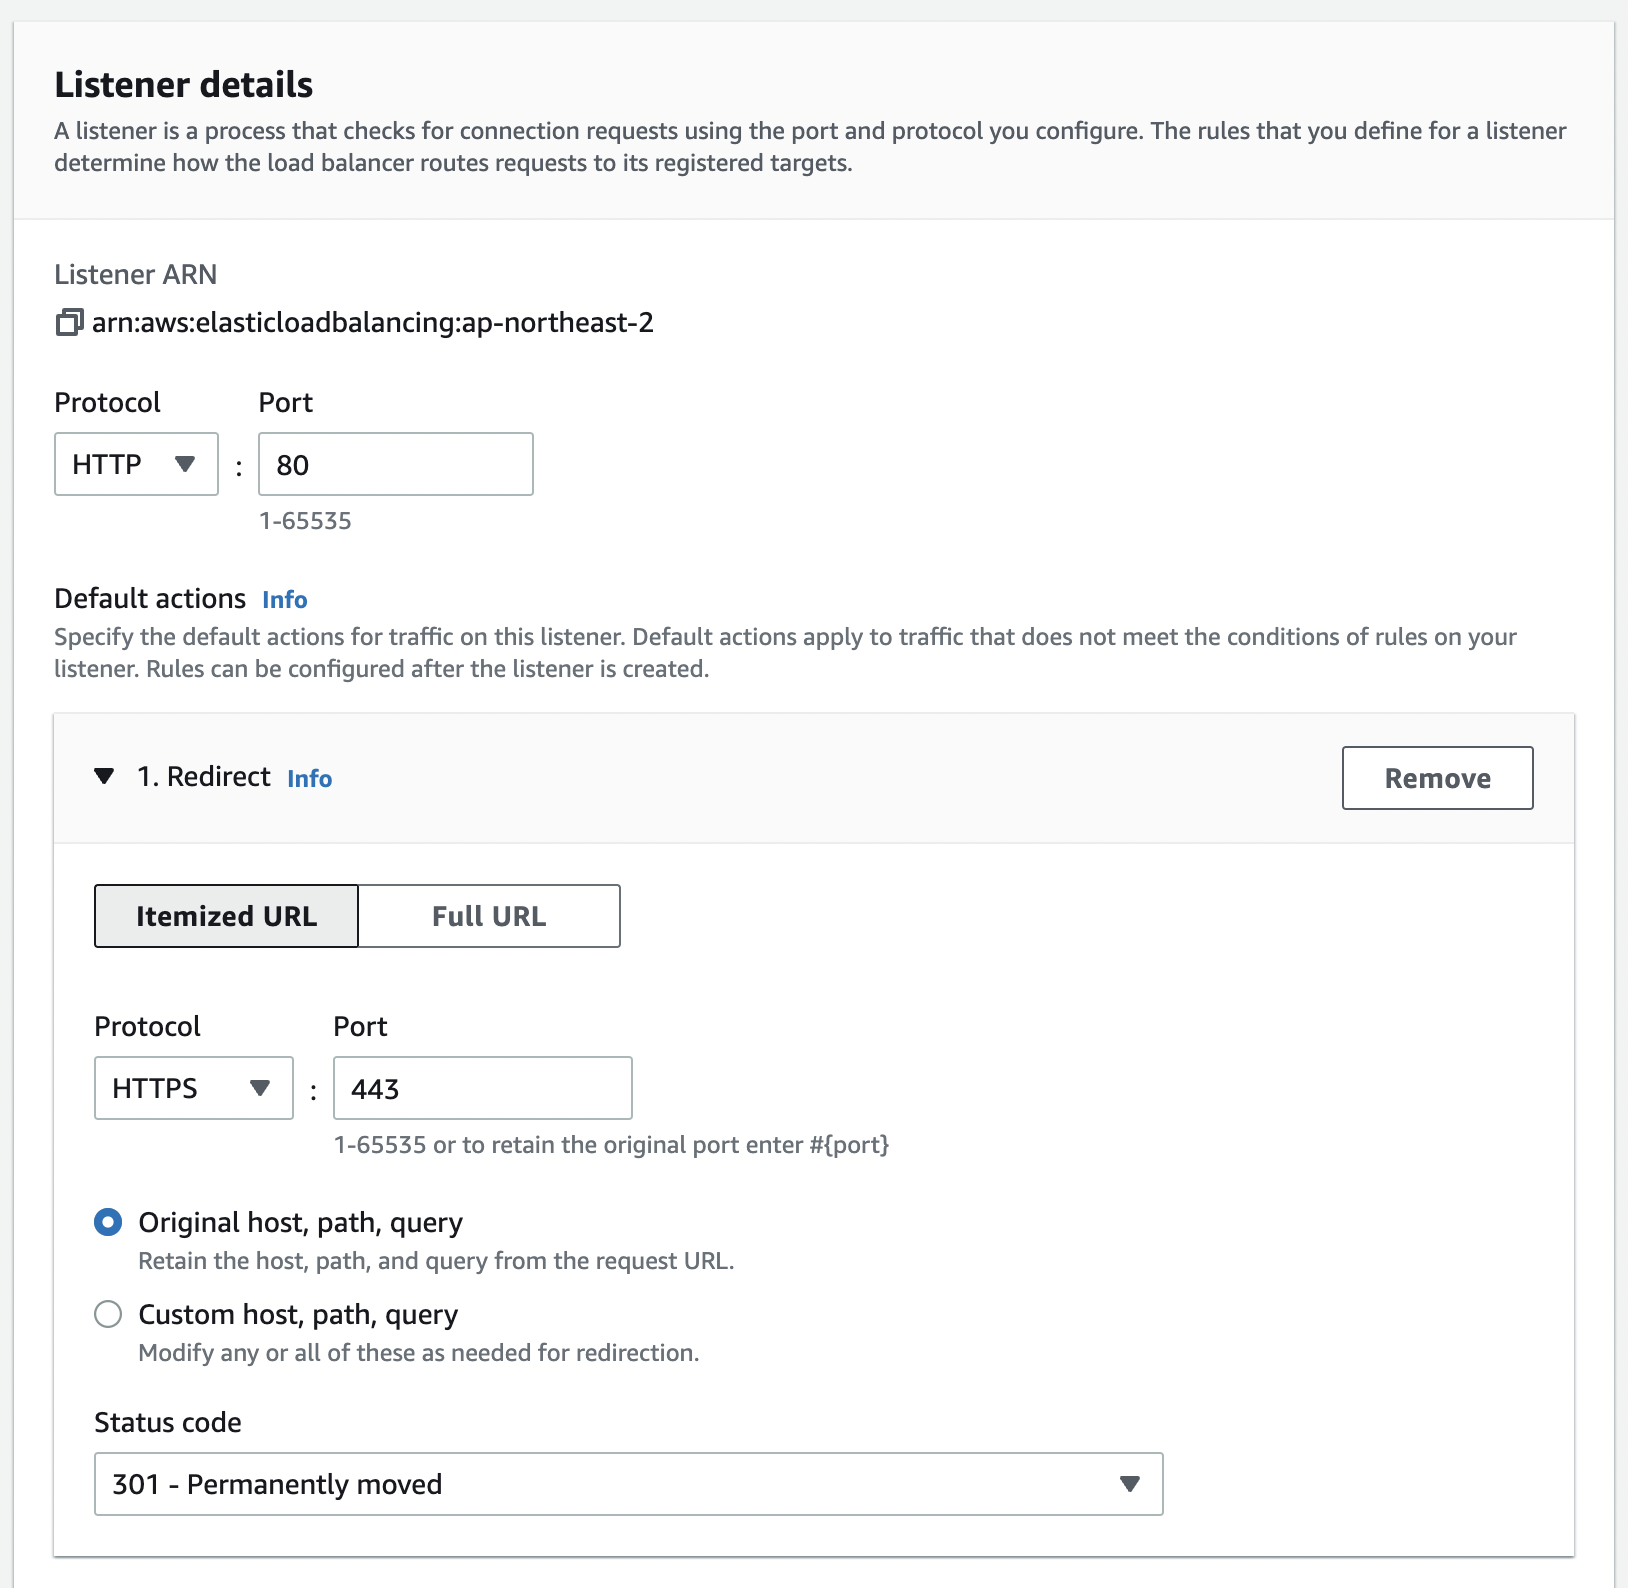 Listener details
A listener is a process that checks for connection requests using the port and protocol you configure. The rules that you define for a listener
determine how the load balancer routes requests to its registered targets.
Listener ARN
arn:aws:elasticloadbalancing:ap-northeast-2
Protocol Port
HTTP : 80
1-65535
Default actions Info
Specify the default actions for traffic on this listener. Default actions apply to traffic that does not meet the conditions of rules on your
listener. Rules can be configured after the listener is created.
1. Redirect Info Remove
Itemized URL Full URL
Protocol Port
HTTPS : 443
1-65535 or to retain the original port enter #{port}
Original host, path, query
Retain the host, path, and query from the request URL.
Custom host, path, query
Modify any or all of these as needed for redirection.
Status code
301 - Permanently moved